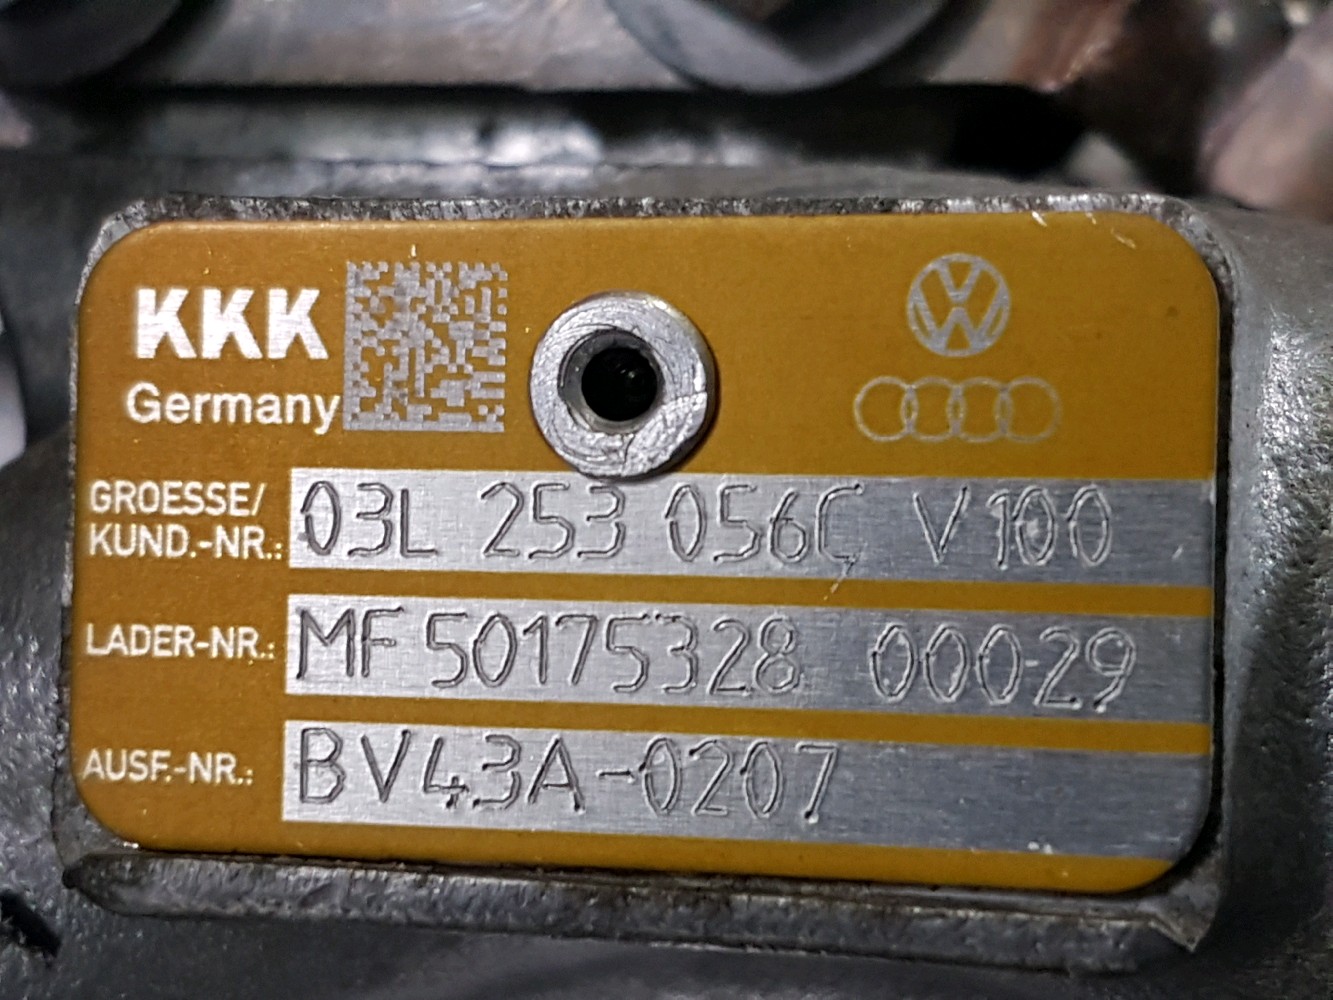 KKK
Germany
GROESSE/
KUND.-NR.: 03L 253 056C V100
LADER-NR.: MF 50175328 00029
AUSF.-NR.: BV43A-0207